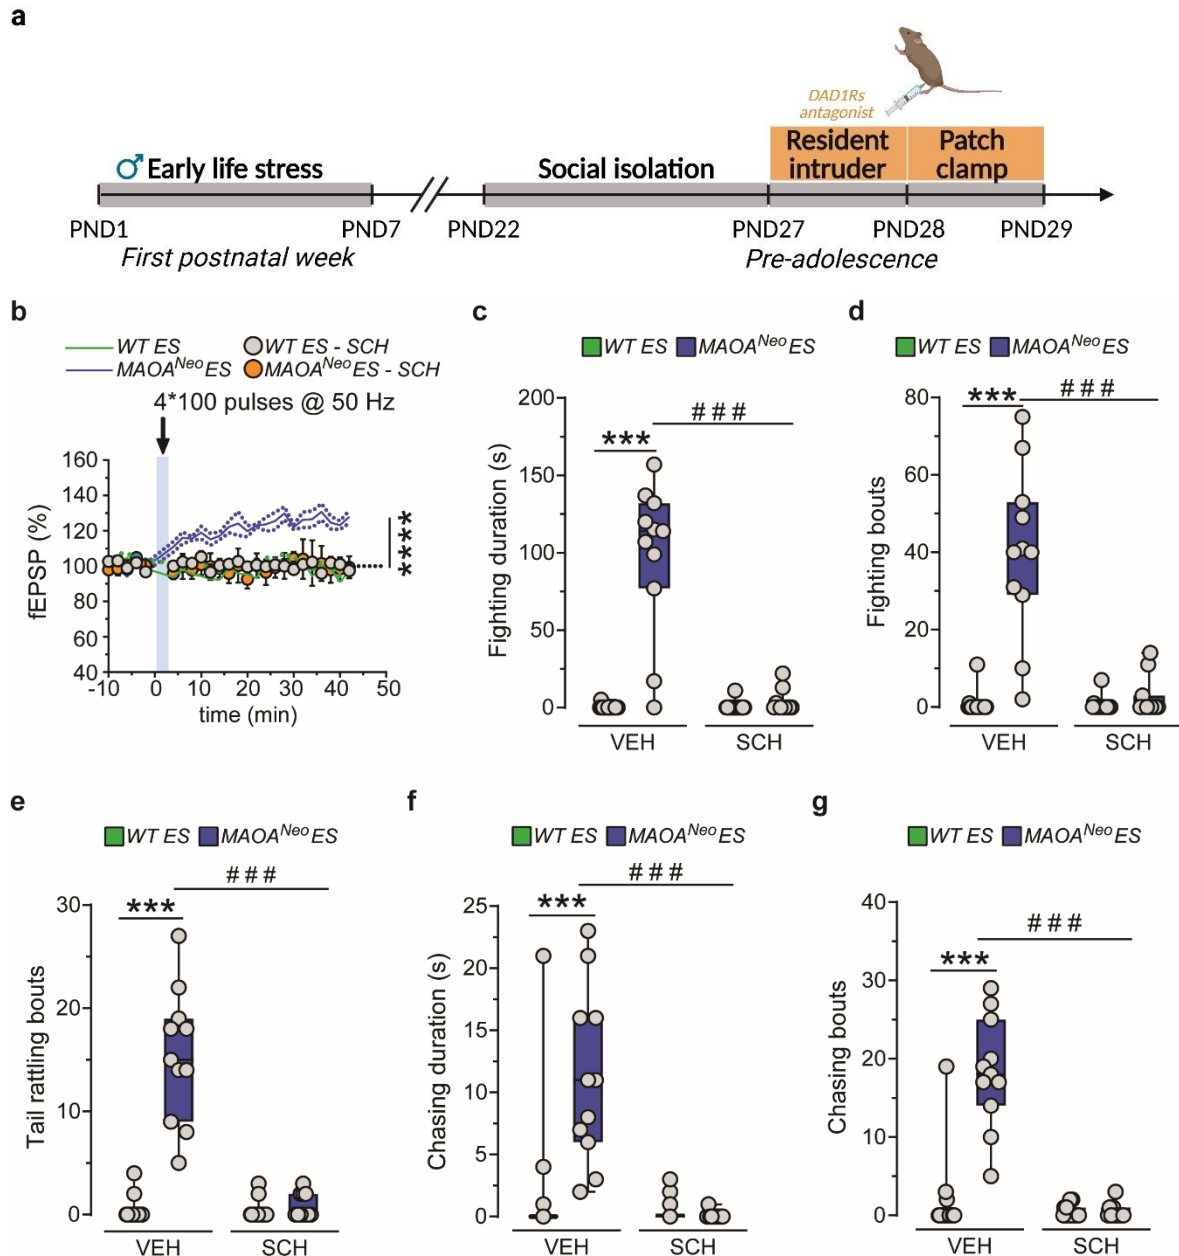 a
DAD1Rs
antagonist
Resident
intruder
Patch
clamp
♂ Early life stress
Social isolation
PND1
PND7
PND22
PND27
PND28
PND29
First postnatal week
Pre-adolescence
b
WT ES
WT ES - SCH
MAOA^Neo ES
MAOA^Neo ES - SCH
4*100 pulses @ 50 Hz
fEPSP (%)
160
140
120
100
80
60
40
****
-10 0 10 20 30 40 50
time (min)
c
WT ES MAOA^Neo ES
Fighting duration (s)
200
150
100
50
0
***
###
VEH SCH
d
WT ES MAOA^Neo ES
Fighting bouts
80
60
40
20
0
***
###
VEH SCH
e
WT ES MAOA^Neo ES
Tail rattling bouts
30
20
10
0
***
###
VEH SCH
f
WT ES MAOA^Neo ES
Chasing duration (s)
25
20
15
10
5
0
***
###
VEH SCH
g
WT ES MAOA^Neo ES
Chasing bouts
40
30
20
10
0
***
###
VEH SCH